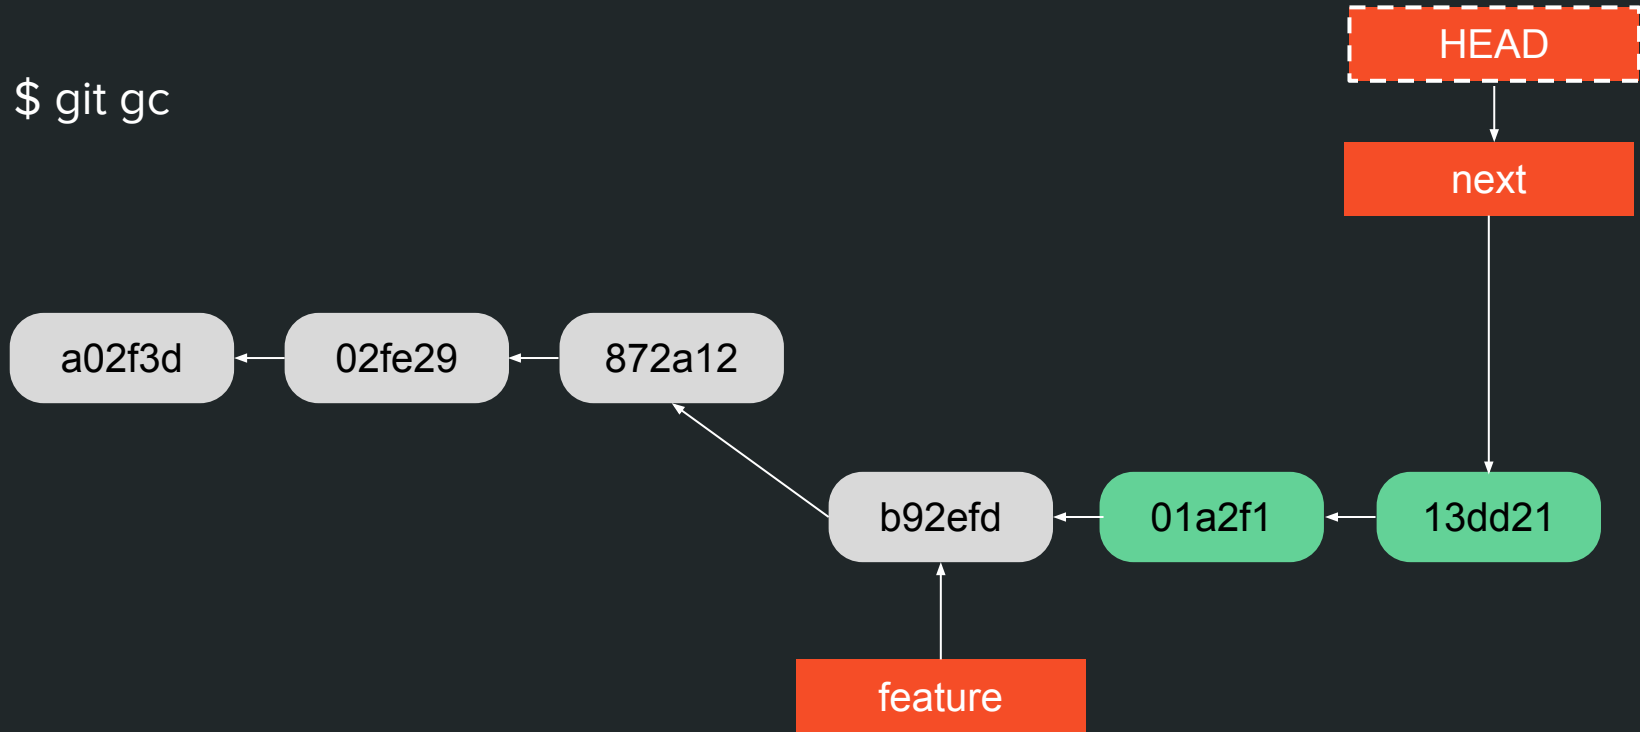 HEAD
$ git gc
next
a02f3d
02fe29
872a12
b92efd
01a2f1
13dd21
feature